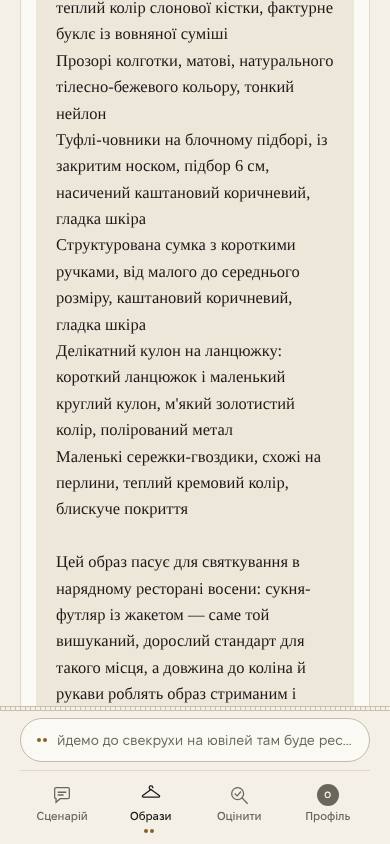 теплий колір слонової кістки, фактурне
буклє із вовняної суміші
Прозорі колготки, матові, натурального
тілесно-бежевого кольору, тонкий
нейлон
Туфлі-човники на блочному підборі, із
закритим носком, підбор 6 см,
насичений каштановий коричневий,
гладка шкіра
Структурована сумка з короткими
ручками, від малого до середнього
розміру, каштановий коричневий,
гладка шкіра
Делікатний кулон на ланцюжку:
короткий ланцюжок і маленький
круглий кулон, м'який золотистий
колір, полірований метал
Маленькі сережки-гвоздики, схожі на
перлини, теплий кремовий колір,
блискуче покриття
Цей образ пасує для святкування в
нарядному ресторані восени: сукня-
футляр із жакетом — саме той
вишуканий, дорослий стандарт для
такого місця, а довжина до коліна й
рукави роблять образ стриманим і
йдемо до свекрухи на ювілей там буде рес...
Сценарій
Образи
Оцінити
О
Профіль